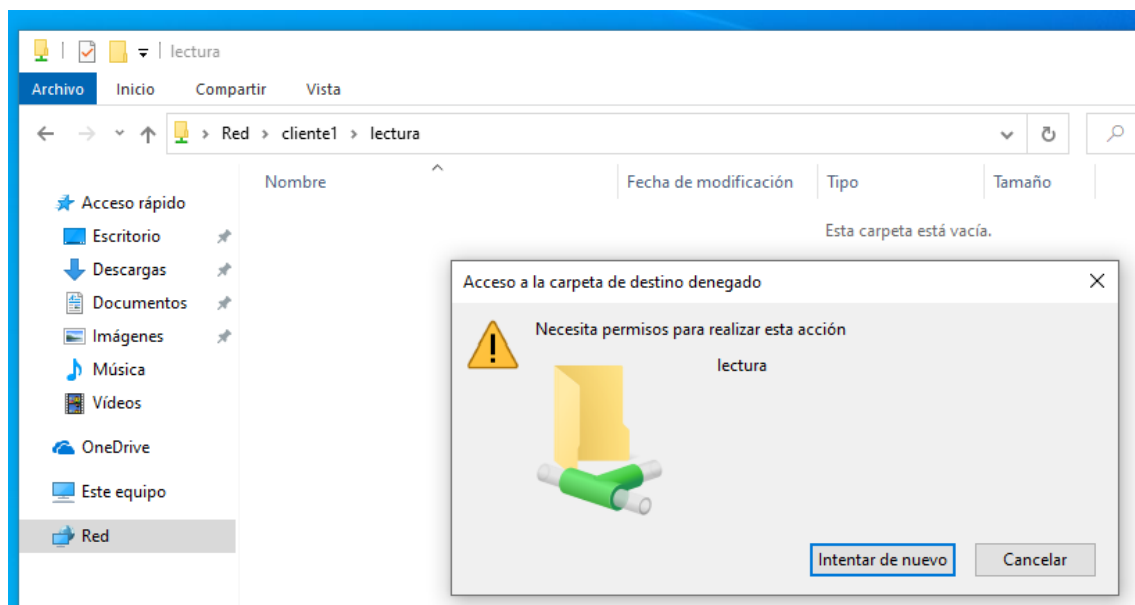 lectura
Archivo Inicio Compartir Vista
Red > cliente1 > lectura
Nombre Fecha de modificación Tipo Tamaño
Esta carpeta está vacía.
Acceso rápido
Escritorio
Descargas
Documentos
Imágenes
Música
Vídeos
OneDrive
Este equipo
Red
Acceso a la carpeta de destino denegado
Necesita permisos para realizar esta acción
lectura
Intentar de nuevo Cancelar